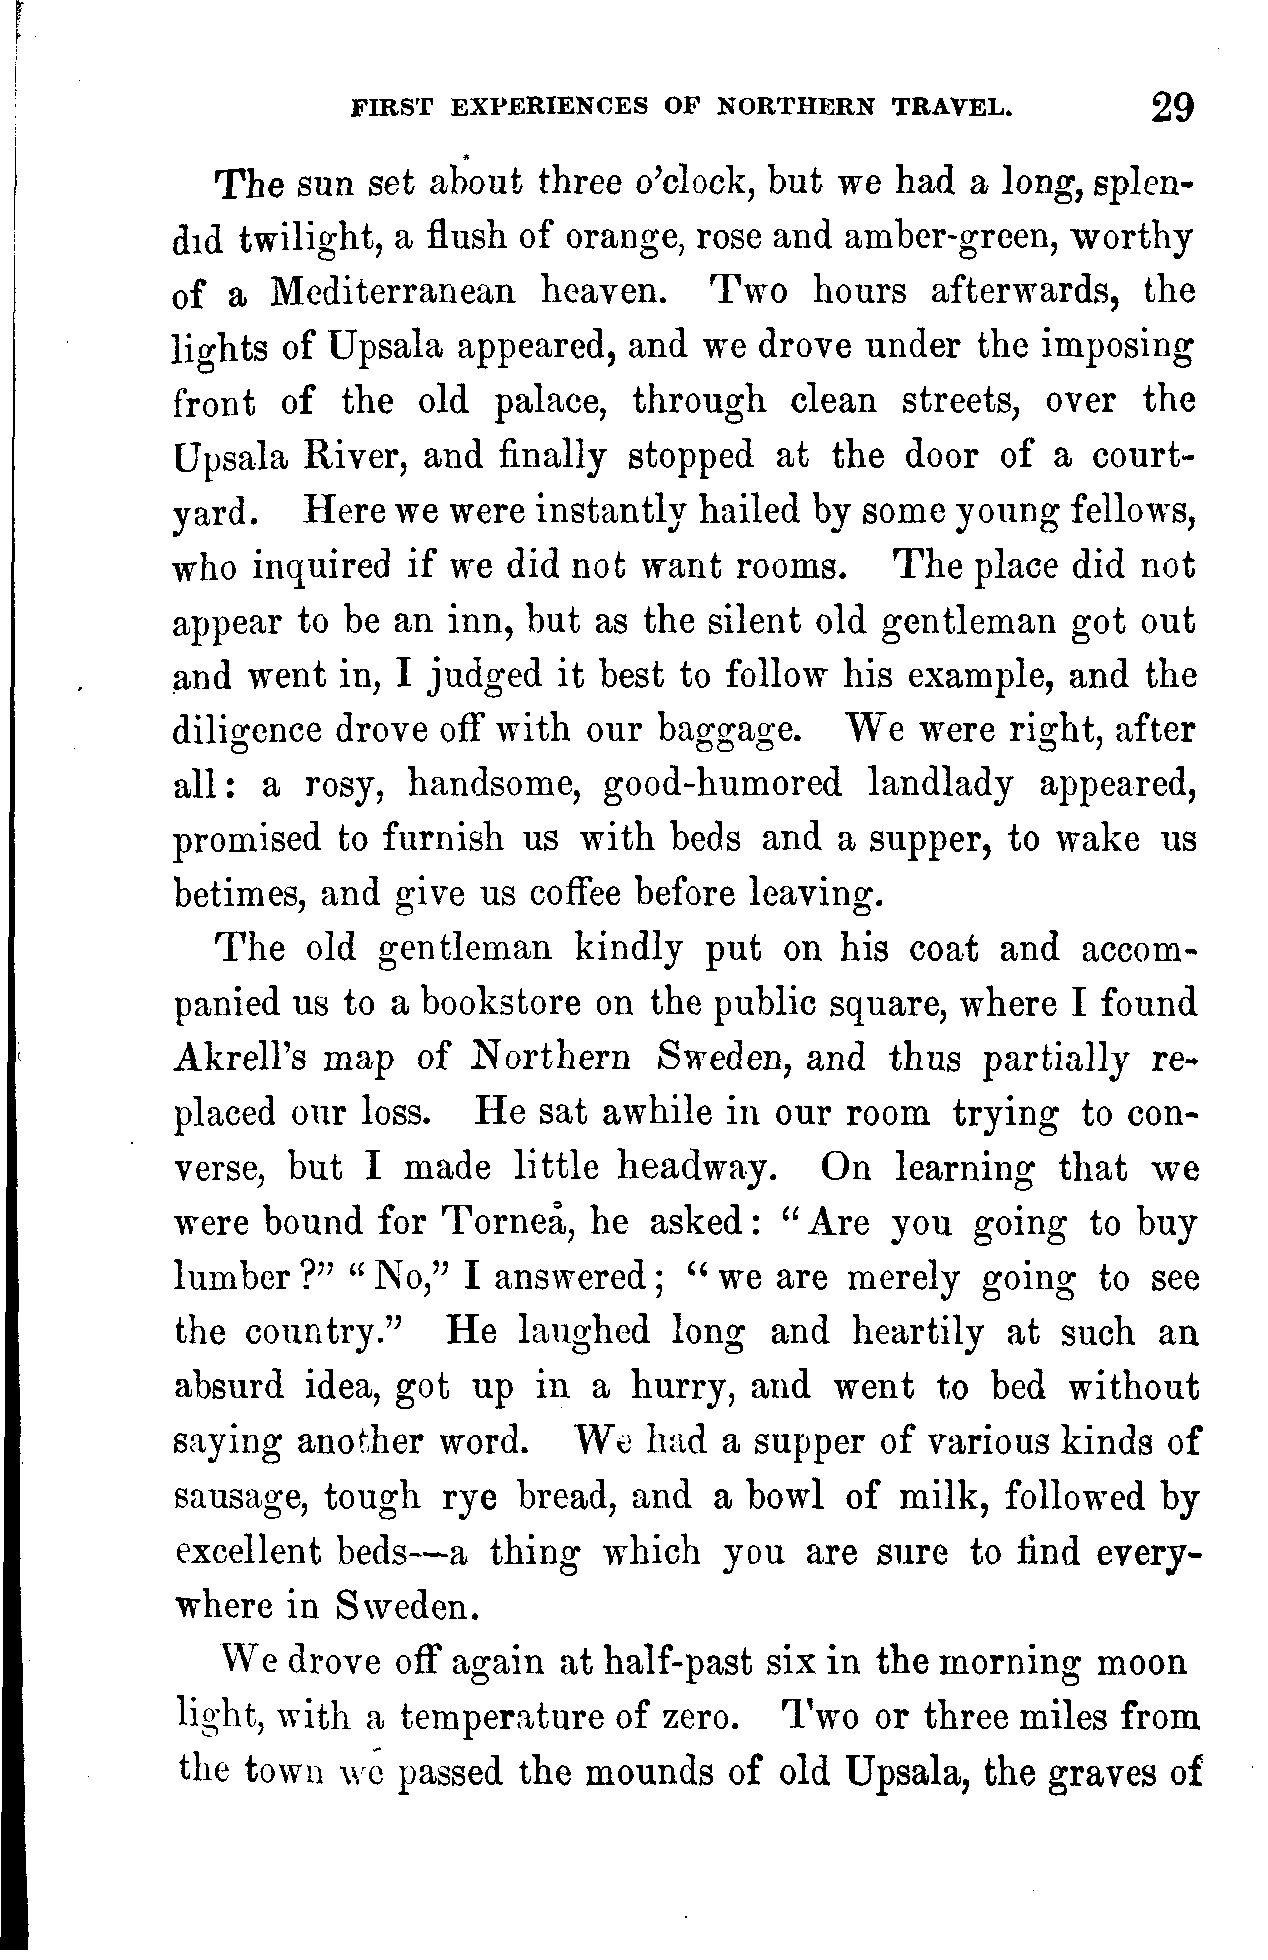 FIRST EXPERIENCES OF NORTHERN TRAVEL. 29
The sun set about three o'clock, but we had a long, splen-
did twilight, a flush of orange, rose and amber-green, worthy
of a Mediterranean heaven. Two hours afterwards, the
lights of Upsala appeared, and we drove under the imposing
front of the old palace, through clean streets, over the
Upsala River, and finally stopped at the door of a court-
yard. Here we were instantly hailed by some young fellows,
who inquired if we did not want rooms. The place did not
appear to be an inn, but as the silent old gentleman got out
and went in, I judged it best to follow his example, and the
diligence drove off with our baggage. We were right, after
all: a rosy, handsome, good-humored landlady appeared,
promised to furnish us with beds and a supper, to wake us
betimes, and give us coffee before leaving.
The old gentleman kindly put on his coat and accom-
panied us to a bookstore on the public square, where I found
Akrell's map of Northern Sweden, and thus partially re-
placed our loss. He sat awhile in our room trying to con-
verse, but I made little headway. On learning that we
were bound for Torneå, he asked: "Are you going to buy
lumber?" "No," I answered; "we are merely going to see
the country." He laughed long and heartily at such an
absurd idea, got up in a hurry, and went to bed without
saying another word. We had a supper of various kinds of
sausage, tough rye bread, and a bowl of milk, followed by
excellent beds—a thing which you are sure to find every-
where in Sweden.
We drove off again at half-past six in the morning moon
light, with a temperature of zero. Two or three miles from
the town we passed the mounds of old Upsala, the graves of